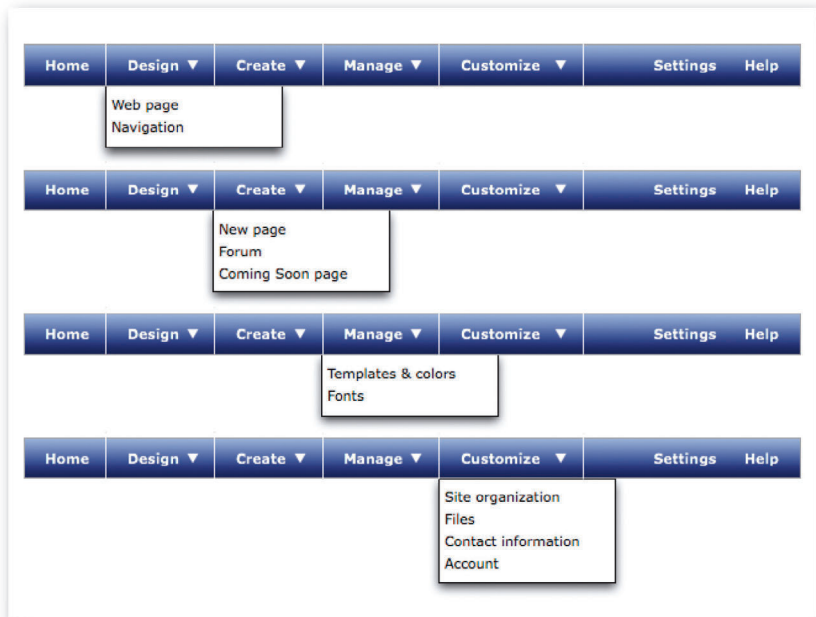 Home Design ▼ Create ▼ Manage ▼ Customize ▼ Settings Help
Web page
Navigation
Home Design ▼ Create ▼ Manage ▼ Customize ▼ Settings Help
New page
Forum
Coming Soon page
Home Design ▼ Create ▼ Manage ▼ Customize ▼ Settings Help
Templates & colors
Fonts
Home Design ▼ Create ▼ Manage ▼ Customize ▼ Settings Help
Site organization
Files
Contact information
Account